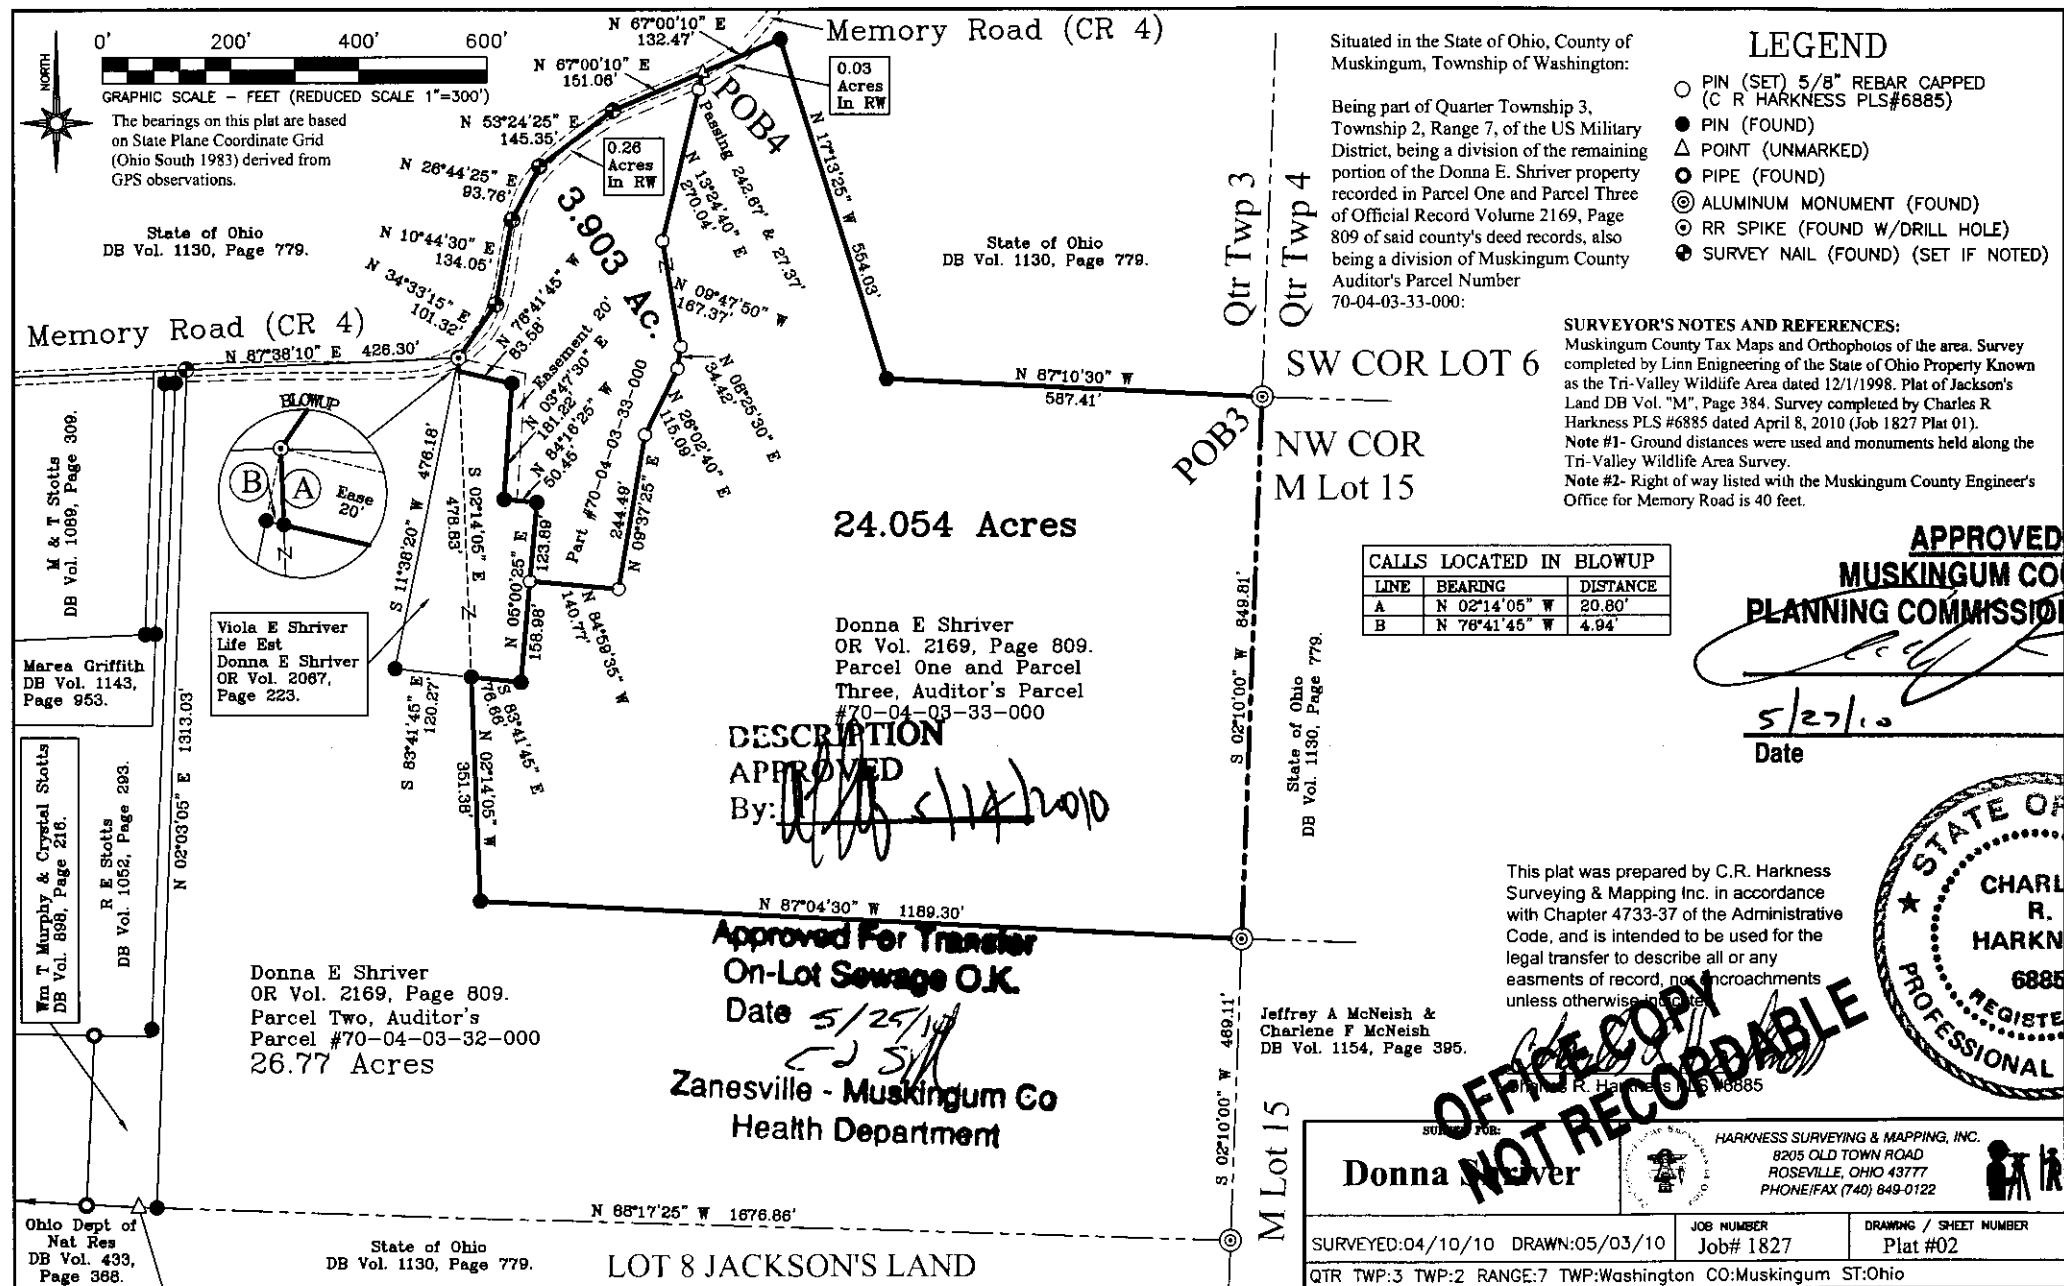 0' 200' 400' 600'
NORTH
GRAPHIC SCALE - FEET (REDUCED SCALE 1"=300')
The bearings on this plat are based
on State Plane Coordinate Grid
(Ohio South 1983) derived from
GPS observations.
State of Ohio
DB Vol. 1130, Page 779.
N 67°00'10" E
132.47'
Memory Road (CR 4)
N 67°00'10" E
151.06'
0.03
Acres
In RW
POB4
N 53°24'25" E
145.35'
0.26
Acres
In RW
N 26°44'25" E
93.76'
N 10°44'30" E
134.05'
N 34°33'15" E
101.32'
3.903 Ac.
Passing 242.67' & 27.37'
N 13°24'40" E
270.04'
N 17°13'25" W 554.03'
State of Ohio
DB Vol. 1130, Page 779.
N 09°47'50" W
167.37'
N 08°25'30" E
34.42'
N 26°02'40" E
115.09'
N 76°41'45" W
83.58'
Easement 20'
N 03°47'30" E
181.22'
N 84°16'25" W
50.45'
Part #70-04-03-33-000
N 09°37'25" E
244.49'
123.89'
N 05°00'25" E
158.98'
N 84°59'35" W
140.77'
Memory Road (CR 4)
N 87°38'10" E 426.30'
BLOWUP
B
A
Ease
20'
S 11°38'20" W 476.18'
S 02°14'05" E
478.83'
M & T Stotts
DB Vol. 1089, Page 309.
Viola E Shriver
Life Est
Donna E Shriver
OR Vol. 2067,
Page 223.
Marea Griffith
DB Vol. 1143,
Page 953.
S 83°41'45" E
120.27'
S 83°41'45" E
76.66'
N 02°14'05" W
351.38'
N 02°03'05" E 1313.03'
Wm T Murphy & Crystal Stotts
DB Vol. 898, Page 216.
R E Stotts
DB Vol. 1052, Page 293.
N 87°10'30" W
587.41'
Qtr Twp 3
Qtr Twp 4
SW COR LOT 6
POB3
NW COR
M Lot 15
24.054 Acres
Donna E Shriver
OR Vol. 2169, Page 809.
Parcel One and Parcel
Three, Auditor's Parcel
#70-04-03-33-000
DESCRIPTION
APPROVED
By: 5/14/2010
S 02°10'00" W 849.81'
State of Ohio
DB Vol. 1130, Page 779.
N 87°04'30" W 1189.30'
Approved For Transfer
On-Lot Sewage O.K.
Date 5/25/10
Zanesville - Muskingum Co
Health Department
Donna E Shriver
OR Vol. 2169, Page 809.
Parcel Two, Auditor's
Parcel #70-04-03-32-000
26.77 Acres
Jeffrey A McNeish &
Charlene F McNeish
DB Vol. 1154, Page 395.
S 02°10'00" W 469.11'
M Lot 15
N 88°17'25" W 1676.86'
Ohio Dept of
Nat Res
DB Vol. 433,
Page 368.
State of Ohio
DB Vol. 1130, Page 779.
LOT 8 JACKSON'S LAND
Situated in the State of Ohio, County of
Muskingum, Township of Washington:
Being part of Quarter Township 3,
Township 2, Range 7, of the US Military
District, being a division of the remaining
portion of the Donna E. Shriver property
recorded in Parcel One and Parcel Three
of Official Record Volume 2169, Page
809 of said county's deed records, also
being a division of Muskingum County
Auditor's Parcel Number
70-04-03-33-000:
LEGEND
PIN (SET) 5/8" REBAR CAPPED
(C R HARKNESS PLS#6885)
PIN (FOUND)
POINT (UNMARKED)
PIPE (FOUND)
ALUMINUM MONUMENT (FOUND)
RR SPIKE (FOUND W/DRILL HOLE)
SURVEY NAIL (FOUND) (SET IF NOTED)
SURVEYOR'S NOTES AND REFERENCES:
Muskingum County Tax Maps and Orthophotos of the area. Survey
completed by Linn Enigneering of the State of Ohio Property Known
as the Tri-Valley Wildlife Area dated 12/1/1998. Plat of Jackson's
Land DB Vol. "M", Page 384. Survey completed by Charles R
Harkness PLS #6885 dated April 8, 2010 (Job 1827 Plat 01).
Note #1- Ground distances were used and monuments held along the
Tri-Valley Wildlife Area Survey.
Note #2- Right of way listed with the Muskingum County Engineer's
Office for Memory Road is 40 feet.
CALLS LOCATED IN BLOWUP
LINE BEARING DISTANCE
A N 02°14'05" W 20.80'
B N 76°41'45" W 4.94'
APPROVED
MUSKINGUM CO
PLANNING COMMISSIO
5/27/10
Date
This plat was prepared by C.R. Harkness
Surveying & Mapping Inc. in accordance
with Chapter 4733-37 of the Administrative
Code, and is intended to be used for the
legal transfer to describe all or any
easments of record, nor encroachments
unless otherwise indicated
Charles R. Harkness PLS #6885
OFFICE COPY
NOT RECORDABLE
STATE OF
CHARL
R.
HARKN
6885
REGISTE
PROFESSIONAL
SURVEY FOR:
Donna Shriver
HARKNESS SURVEYING & MAPPING, INC.
8205 OLD TOWN ROAD
ROSEVILLE, OHIO 43777
PHONE/FAX (740) 849-0122
SURVEYED:04/10/10 DRAWN:05/03/10
JOB NUMBER
Job# 1827
DRAWING / SHEET NUMBER
Plat #02
QTR TWP:3 TWP:2 RANGE:7 TWP:Washington CO:Muskingum ST:Ohio